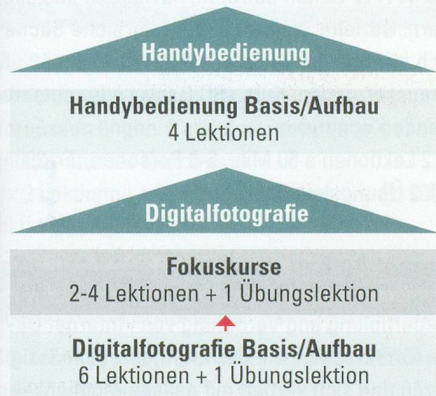 Handybedienung
Handybedienung Basis/Aufbau
4 Lektionen
Digitalfotografie
Fokuskurse
2-4 Lektionen + 1 Übungslektion
Digitalfotografie Basis/Aufbau
6 Lektionen + 1 Übungslektion